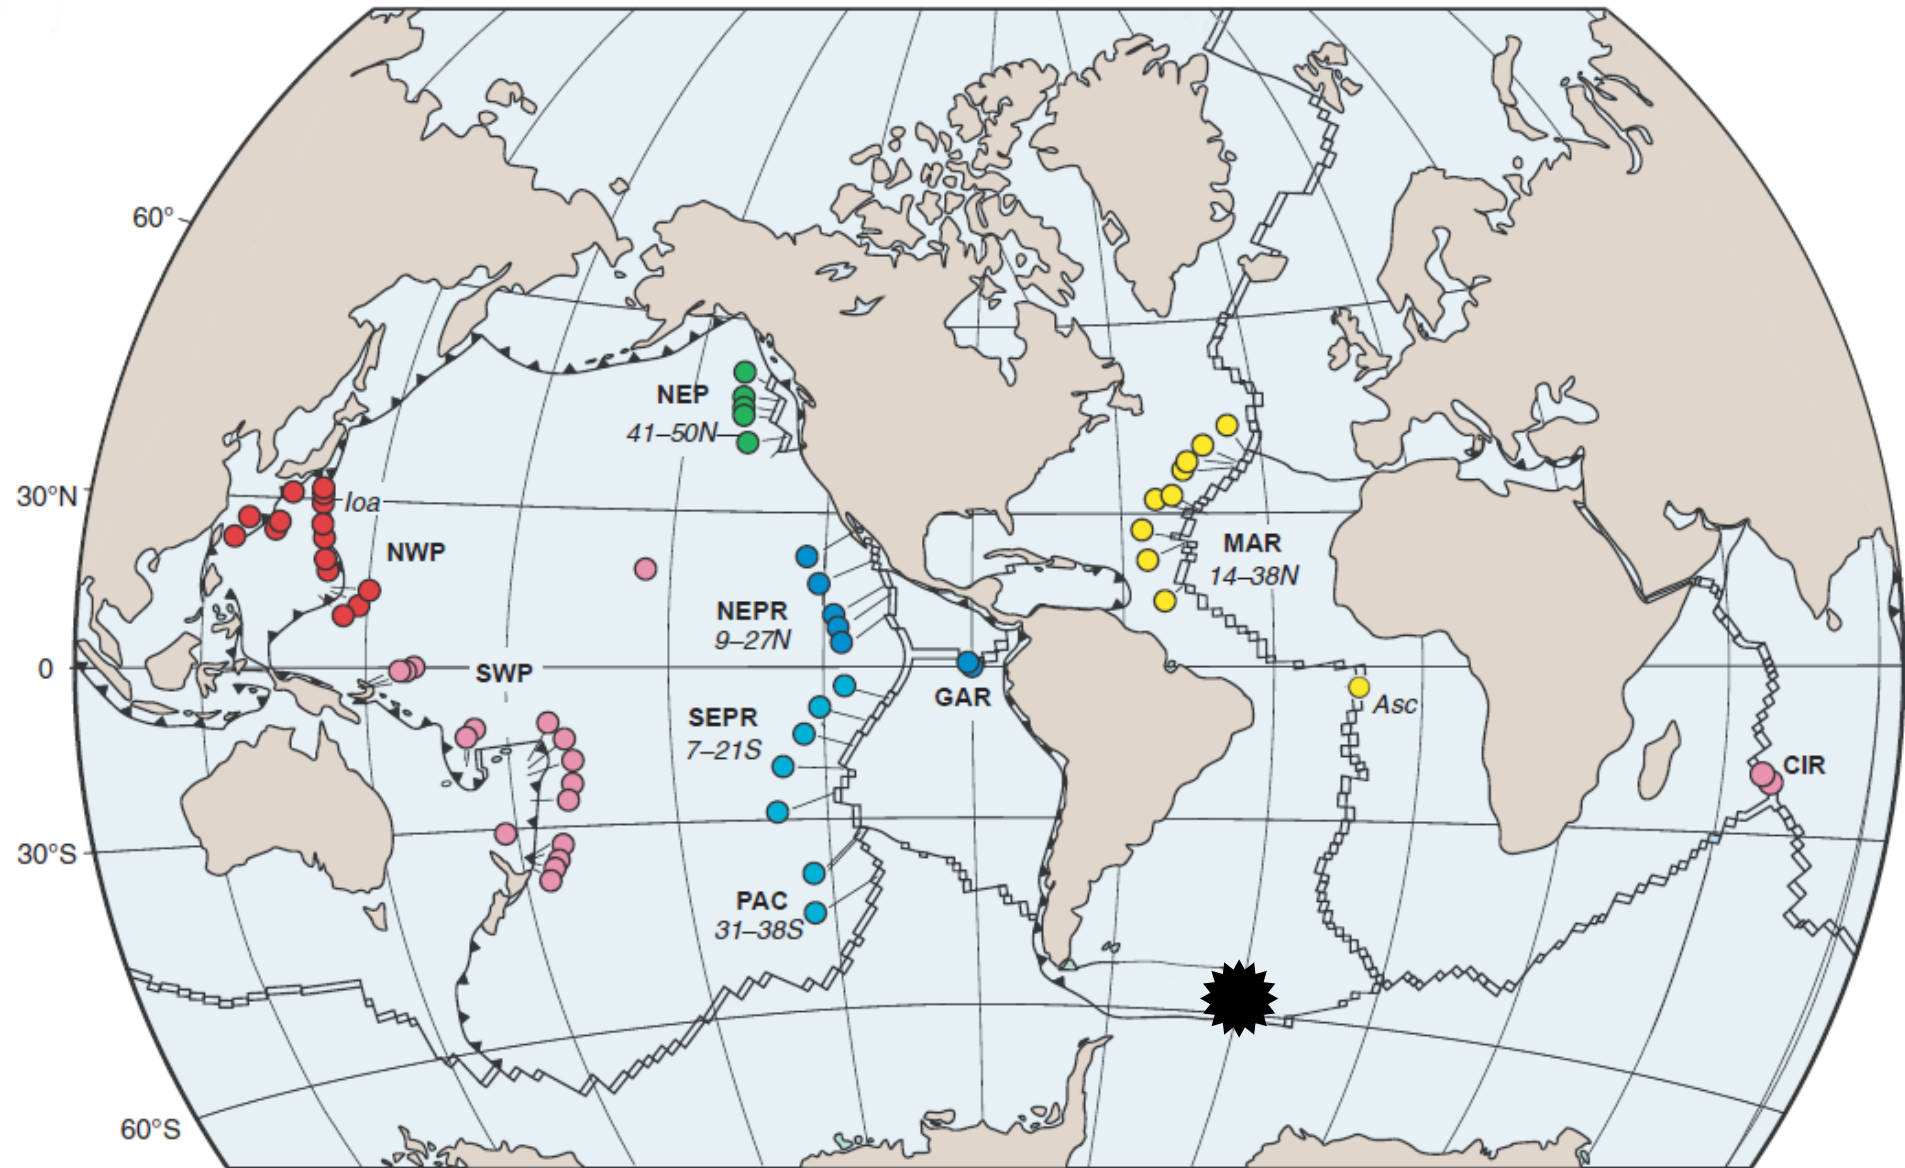 60°
NEP
41–50N
30°N
Ioa
NWP
MAR
14–38N
NEPR
9–27N
0
SWP
GAR
Asc
SEPR
7–21S
CIR
30°S
PAC
31–38S
60°S